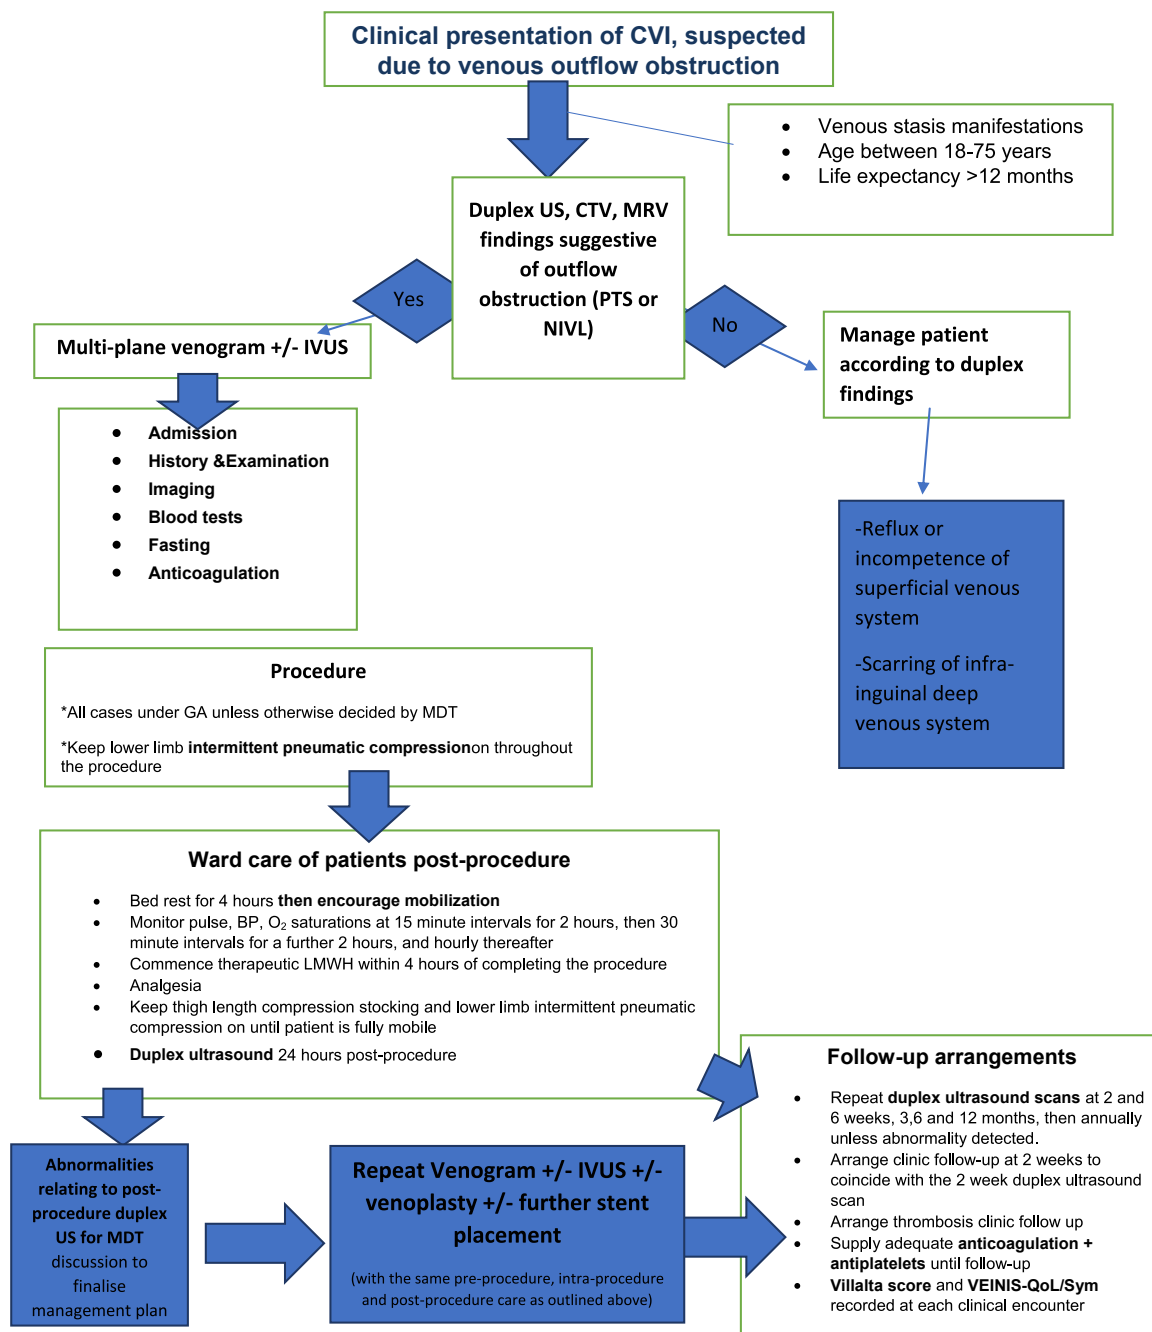 Clinical presentation of CVI, suspected
due to venous outflow obstruction
• Venous stasis manifestations
• Age between 18-75 years
• Life expectancy >12 months
Duplex US, CTV, MRV
findings suggestive
of outflow
obstruction (PTS or
NIVL)
Yes
No
Multi-plane venogram +/- IVUS
Manage patient
according to duplex
findings
• Admission
• History &Examination
• Imaging
• Blood tests
• Fasting
• Anticoagulation
-Reflux or
incompetence of
superficial venous
system
-Scarring of infra-
inguinal deep
venous system
Procedure
*All cases under GA unless otherwise decided by MDT
*Keep lower limb intermittent pneumatic compressionon throughout
the procedure
Ward care of patients post-procedure
• Bed rest for 4 hours then encourage mobilization
• Monitor pulse, BP, O₂ saturations at 15 minute intervals for 2 hours, then 30
minute intervals for a further 2 hours, and hourly thereafter
• Commence therapeutic LMWH within 4 hours of completing the procedure
• Analgesia
• Keep thigh length compression stocking and lower limb intermittent pneumatic
compression on until patient is fully mobile
• Duplex ultrasound 24 hours post-procedure
Abnormalities
relating to post-
procedure duplex
US for MDT
discussion to
finalise
management plan
Repeat Venogram +/- IVUS +/-
venoplasty +/- further stent
placement
(with the same pre-procedure, intra-procedure
and post-procedure care as outlined above)
Follow-up arrangements
• Repeat duplex ultrasound scans at 2 and
6 weeks, 3,6 and 12 months, then annually
unless abnormality detected.
• Arrange clinic follow-up at 2 weeks to
coincide with the 2 week duplex ultrasound
scan
• Arrange thrombosis clinic follow up
• Supply adequate anticoagulation +
antiplatelets until follow-up
• Villalta score and VEINIS-QoL/Sym
recorded at each clinical encounter